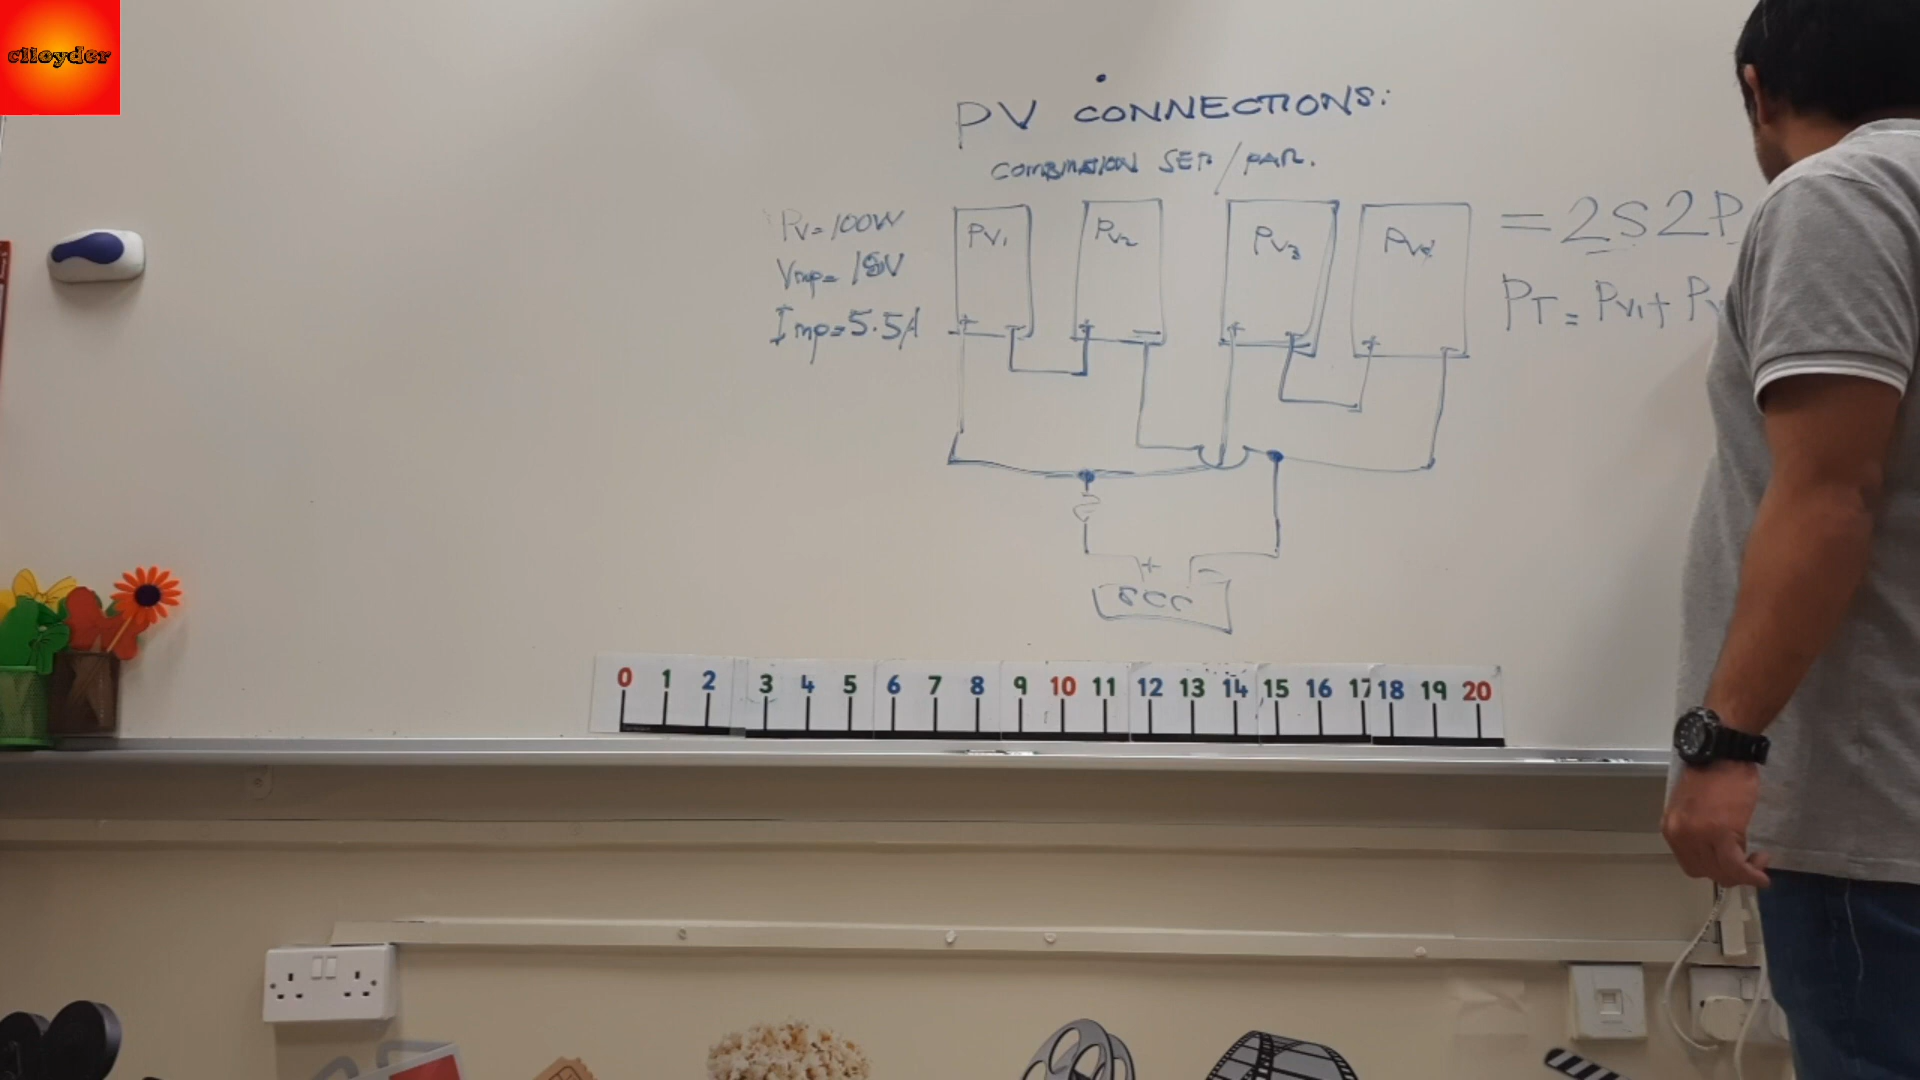 ciloyder
PV CONNECTIONS:
COMBINATION SER/PAR.
Pv=100W
Vmp=18V
Imp=5.5A
PV1
PV2
PV3
PV4
=2S2P
PT=PV1+PV
+ -
+ -
+ -
+ -
+ -
SCC
0 1 2 3 4 5 6 7 8 9 10 11 12 13 14 15 16 17 18 19 20